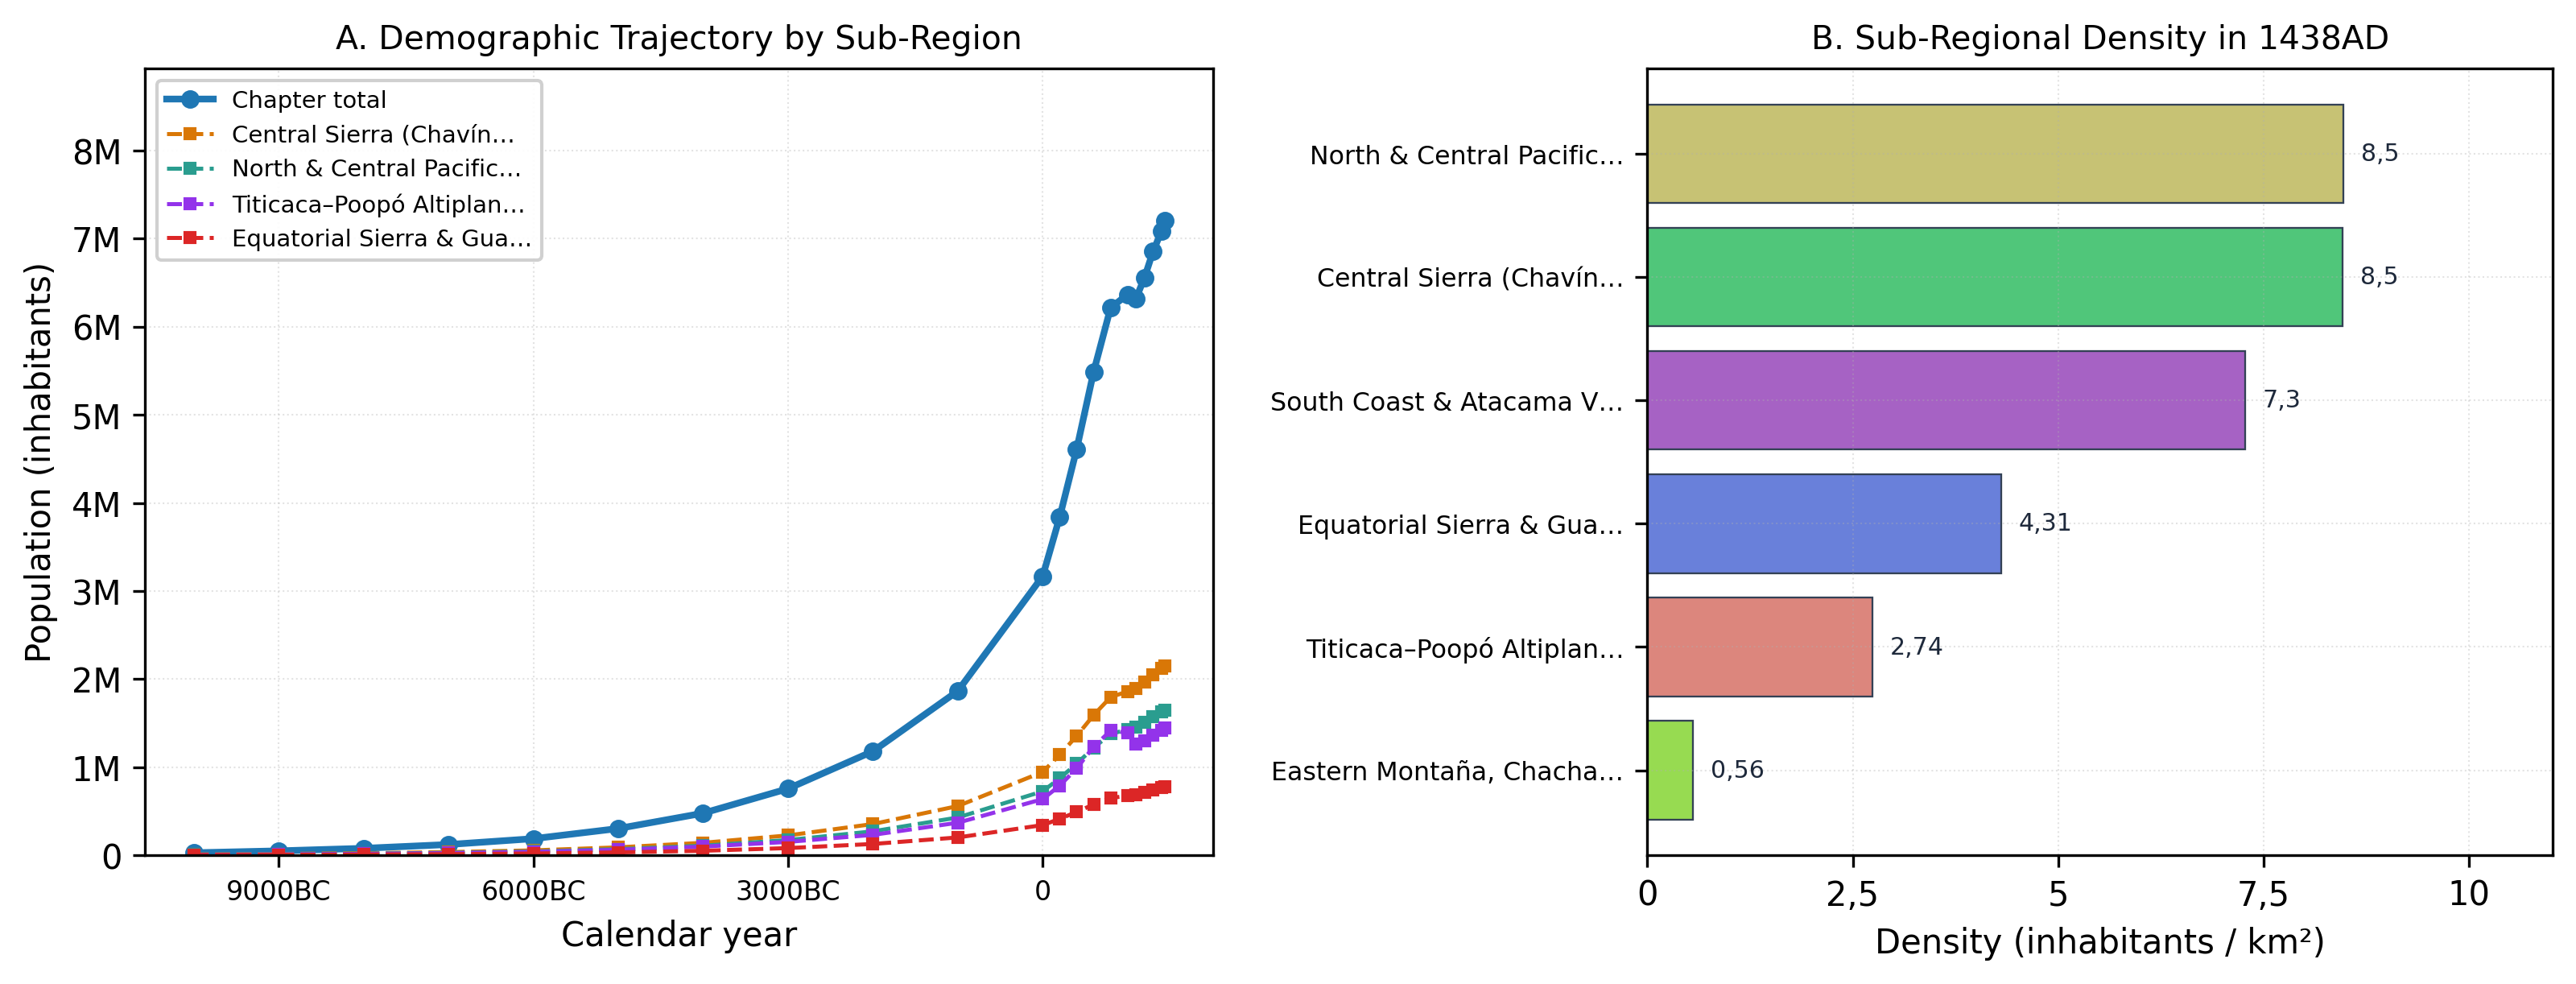 A. Demographic Trajectory by Sub-Region
Population (inhabitants)
8M
7M
6M
5M
4M
3M
2M
1M
0
Chapter total
Central Sierra (Chavín…
North & Central Pacific…
Titicaca–Poopó Altiplan…
Equatorial Sierra & Gua…
9000BC
6000BC
3000BC
0
Calendar year
B. Sub-Regional Density in 1438AD
North & Central Pacific…
8,5
Central Sierra (Chavín…
8,5
South Coast & Atacama V…
7,3
Equatorial Sierra & Gua…
4,31
Titicaca–Poopó Altiplan…
2,74
Eastern Montaña, Chacha…
0,56
0
2,5
5
7,5
10
Density (inhabitants / km²)